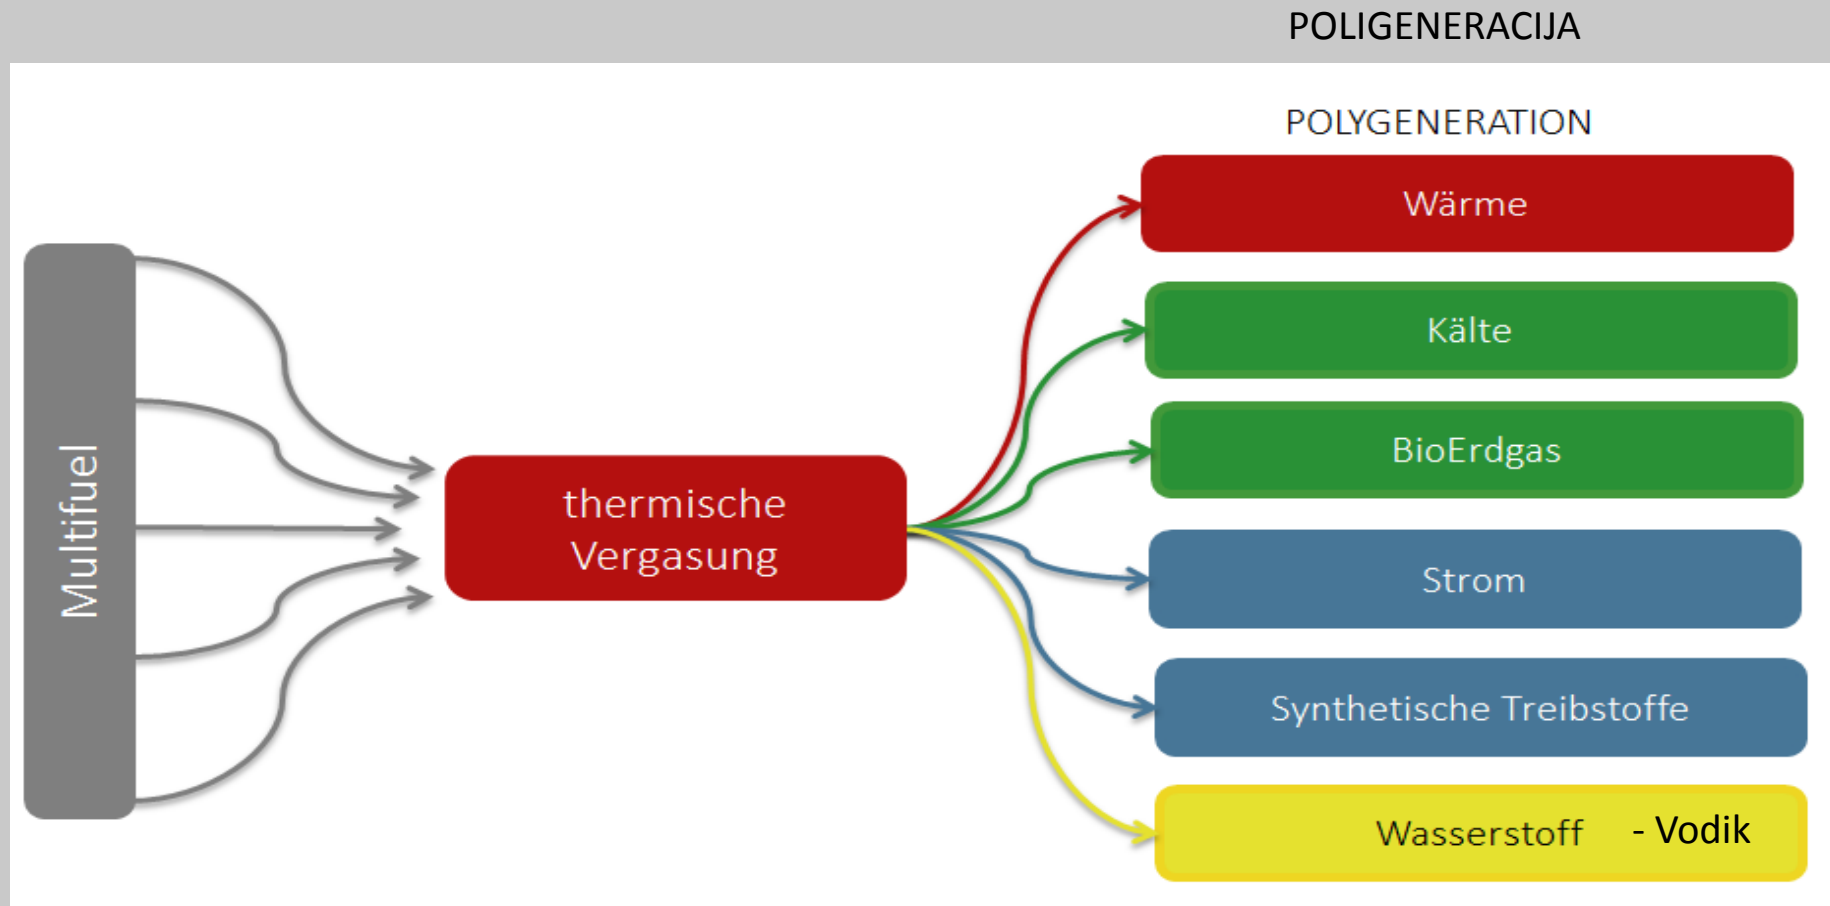 POLIGENERACIJA
POLYGENERATION
Multifuel
thermische
Vergasung
Wärme
Kälte
BioErdgas
Strom
Synthetische Treibstoffe
Wasserstoff - Vodik